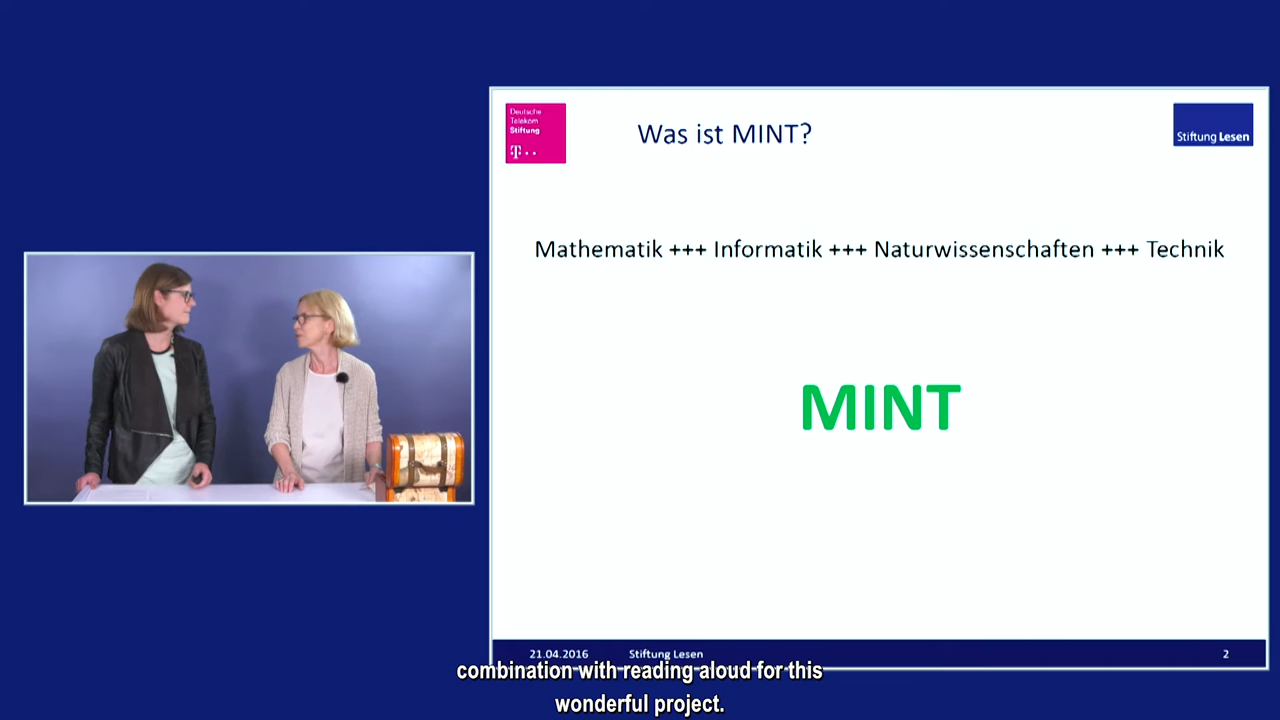 Deutsche
Telekom
Stiftung
T··
Was ist MINT?
Stiftung Lesen
Mathematik +++ Informatik +++ Naturwissenschaften +++ Technik
MINT
21.04.2016 Stiftung Lesen 2
combination with reading aloud for this
wonderful project.